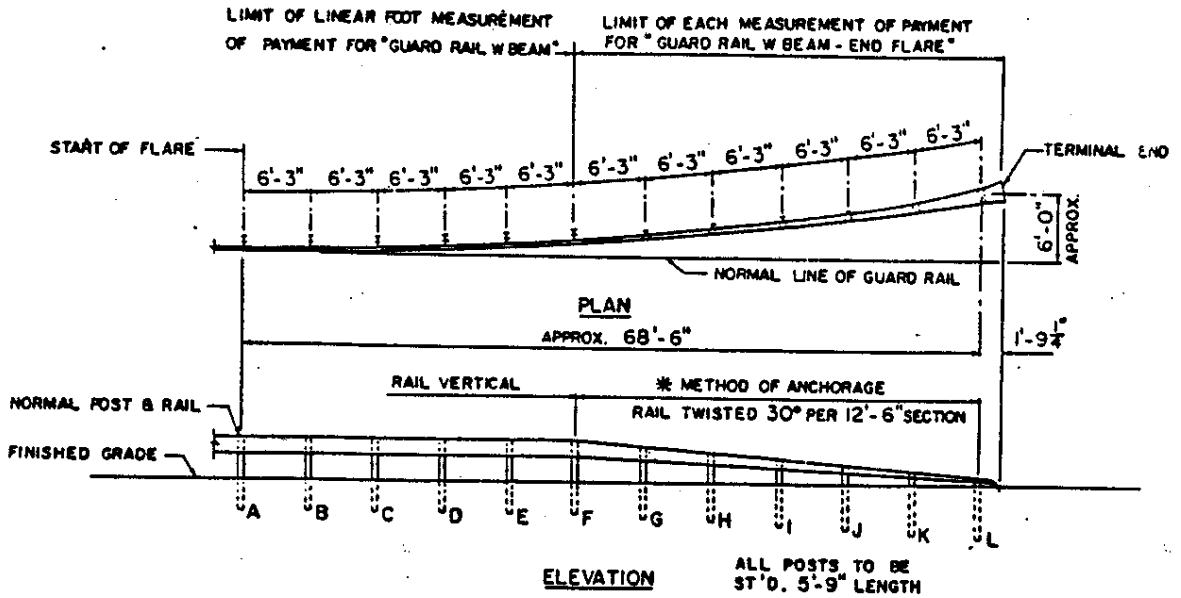 LIMIT OF LINEAR FOOT MEASUREMENT
OF PAYMENT FOR "GUARD RAIL W BEAM"
LIMIT OF EACH MEASUREMENT OF PAYMENT
FOR "GUARD RAIL W BEAM - END FLARE"
START OF FLARE
6'-3" 6'-3" 6'-3" 6'-3" 6'-3" 6'-3" 6'-3" 6'-3" 6'-3" 6'-3" 6'-3"
TERMINAL END
6'-0"
APPROX.
NORMAL LINE OF GUARD RAIL
PLAN
APPROX. 68'-6"
1'-9 1/4"
RAIL VERTICAL
* METHOD OF ANCHORAGE
RAIL TWISTED 30° PER 12'-6" SECTION
NORMAL POST & RAIL
FINISHED GRADE
A B C D E F G H I J K L
ELEVATION
ALL POSTS TO BE
ST'D. 5'-9" LENGTH